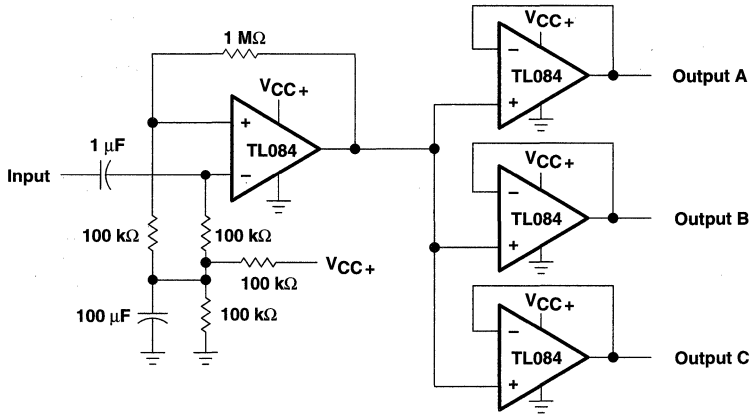 1 MΩ
VCC+
+
TL084
−
1 µF
Input
100 kΩ
100 kΩ
VCC+
100 kΩ
100 µF
100 kΩ
VCC+
−
TL084
+
Output A
VCC+
−
TL084
+
Output B
VCC+
−
TL084
+
Output C